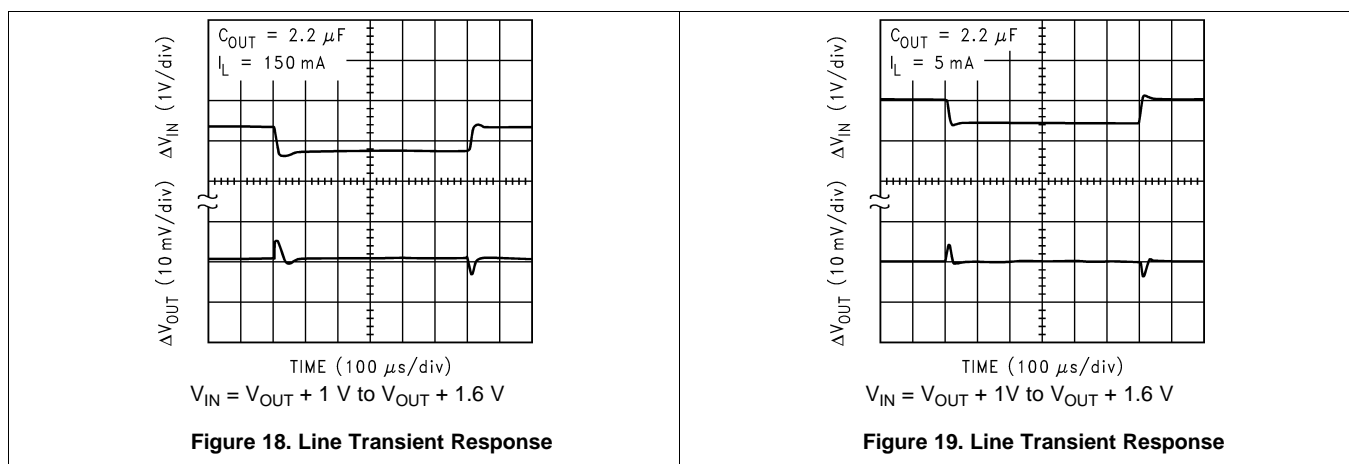 C_OUT = 2.2 μF
I_L = 150 mA
ΔV_IN (1V/div)
ΔV_OUT (10 mV/div)
TIME (100 μs/div)
V_IN = V_OUT + 1 V to V_OUT + 1.6 V
Figure 18. Line Transient Response
C_OUT = 2.2 μF
I_L = 5 mA
ΔV_IN (1V/div)
ΔV_OUT (10 mV/div)
TIME (100 μs/div)
V_IN = V_OUT + 1V to V_OUT + 1.6 V
Figure 19. Line Transient Response